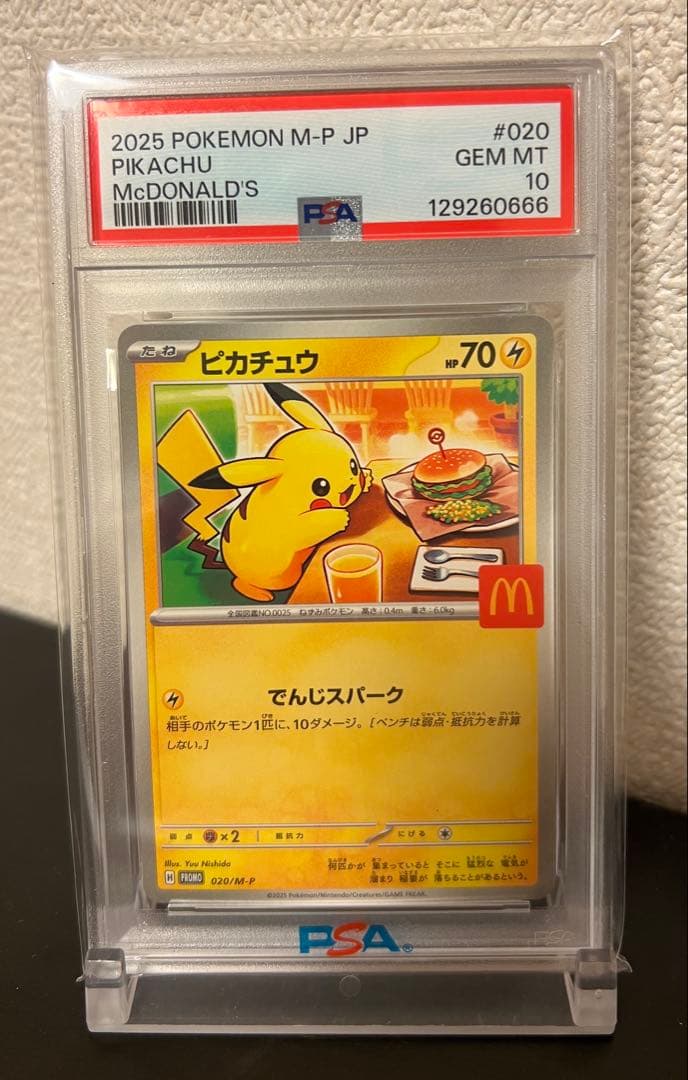 2025 POKEMON M-P JP #020
PIKACHU GEM MT
McDONALD'S 10
PSA 129260666
たね ピカチュウ HP 70
全国図鑑NO.0025 ねずみポケモン 高さ:0.4m 重さ:6.0kg
でんじスパーク
相手のポケモン1匹に、10ダメージ。[ベンチは弱点・抵抗力を計算
しない。]
弱点 ×2 抵抗力 にげる
Illus. Yuu Nishida
何匹かが 集まっていると そこに 猛烈な 電気が
溜まり 稲妻が 落ちることがあるという。
H PROMO 020/M-P
©2025 Pokémon/Nintendo/Creatures/GAME FREAK.
PSA®